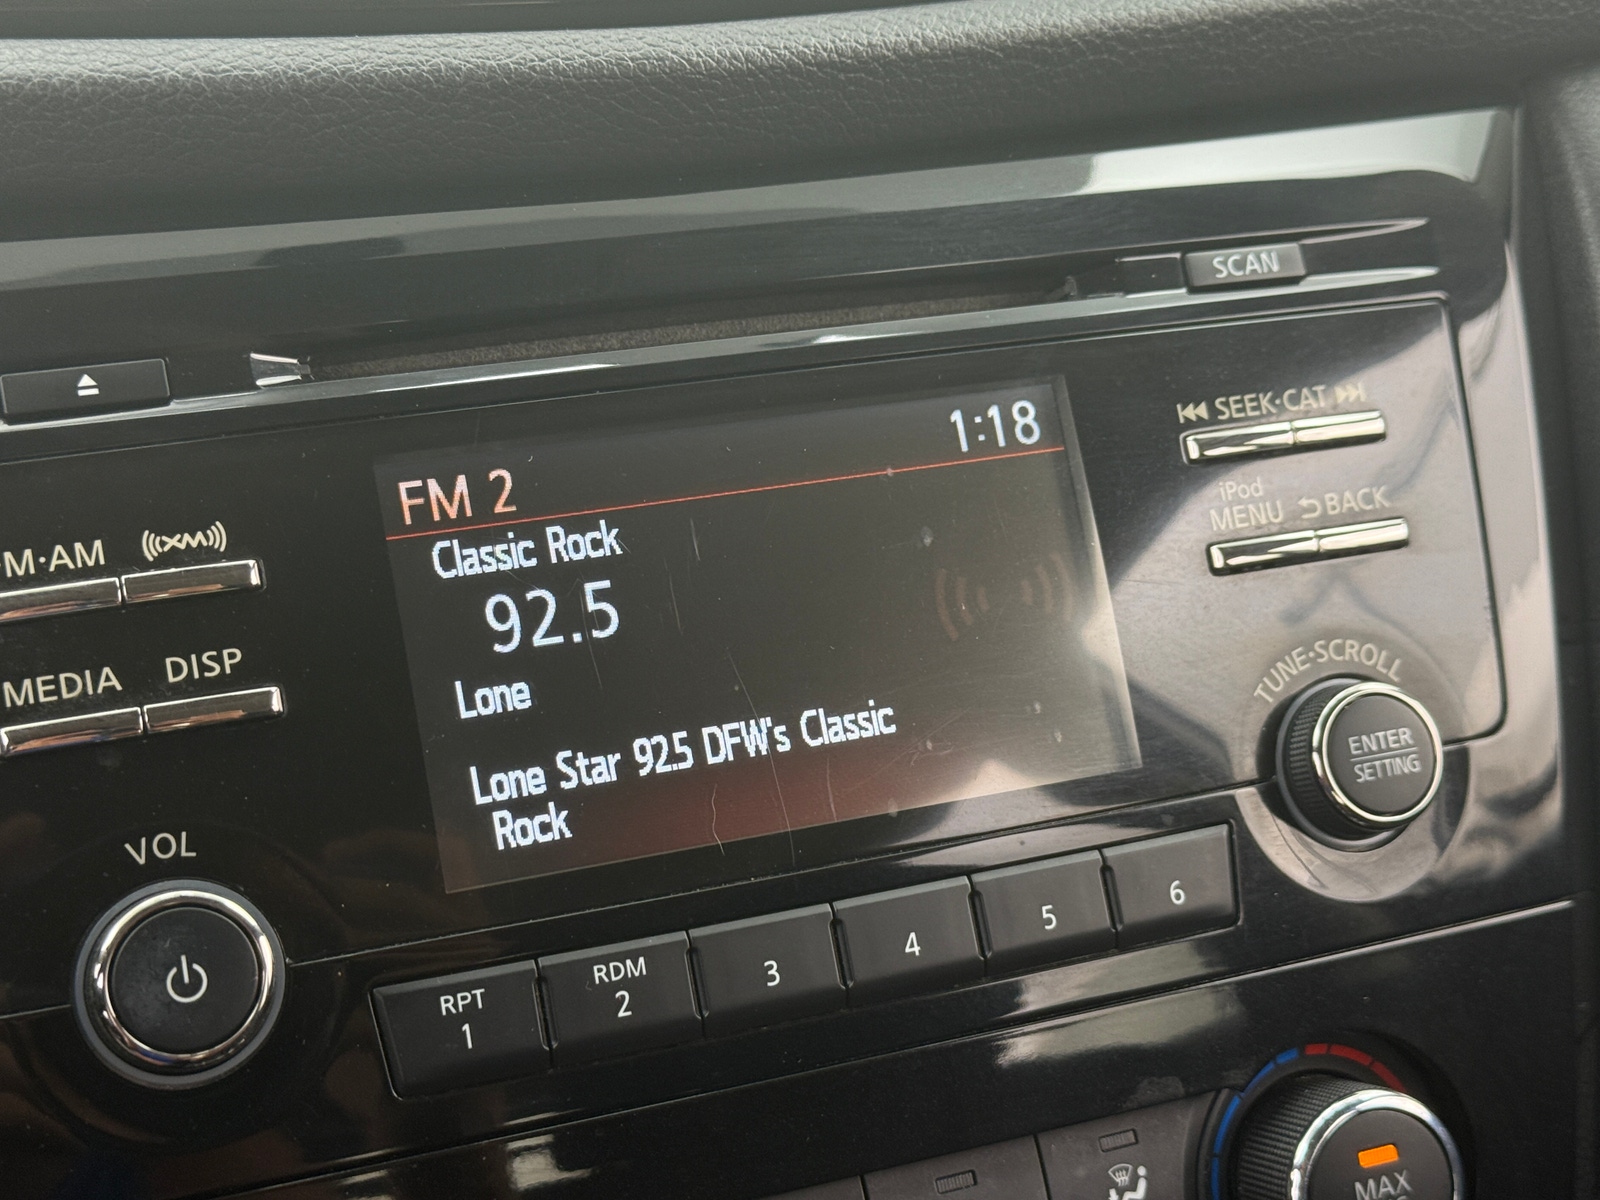 SCAN
SEEK·CAT
1:18
FM 2
iPod
MENU BACK
Classic Rock
M·AM XM
92.5
TUNE·SCROLL
MEDIA DISP
Lone
ENTER
SETTING
Lone Star 92.5 DFW's Classic
Rock
VOL
RPT
1
RDM
2
3
4
5
6
MAX